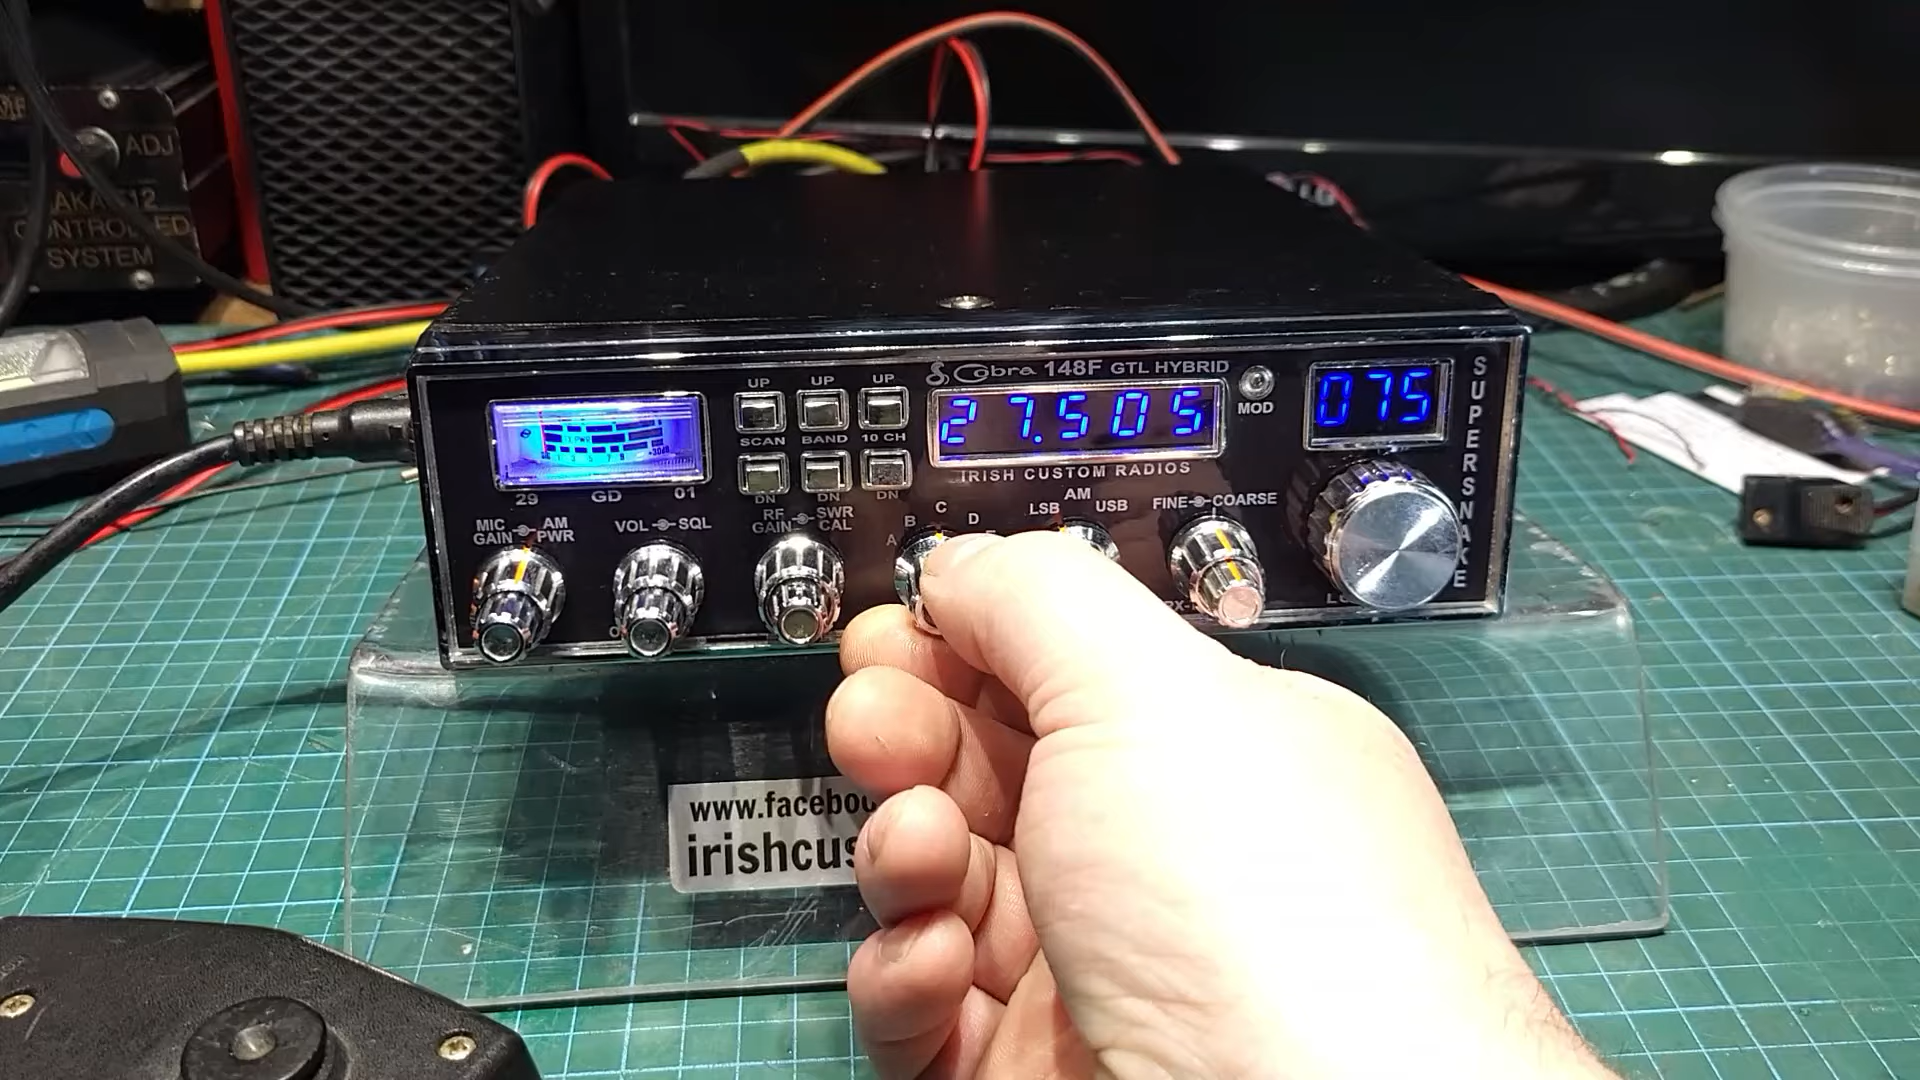 ADJ
CONTROLLED
SYSTEM
LG
Cobra 148F GTL HYBRID
27.505
IRISH CUSTOM RADIOS
MOD
075
SUPERSNAKE
UP UP UP
SCAN BAND 10 CH
DN DN DN
29 GD 01
MIC GAIN AM PWR
VOL SQL
RF GAIN SWR CAL
A B C D
LSB AM USB
FINE COARSE
www.faceboo
irishcus